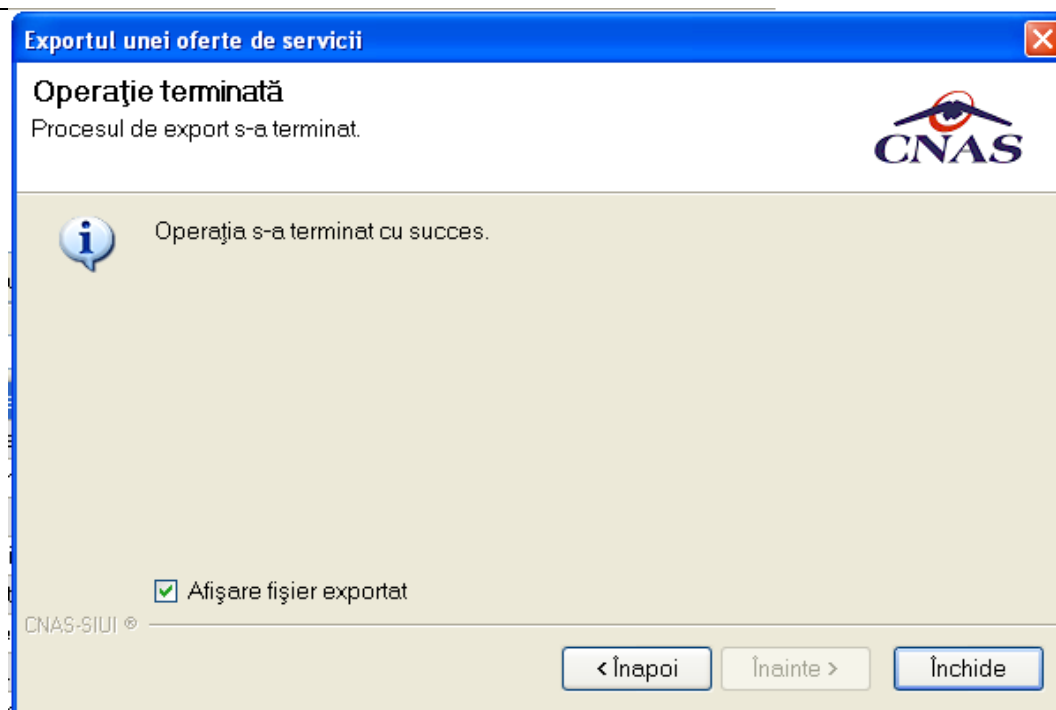 Exportul unei oferte de servicii
Operaţie terminată
Procesul de export s-a terminat.
CNAS
Operaţia s-a terminat cu succes.
Afişare fişier exportat
CNAS-SIUI ®
< Înapoi
Înainte >
Închide